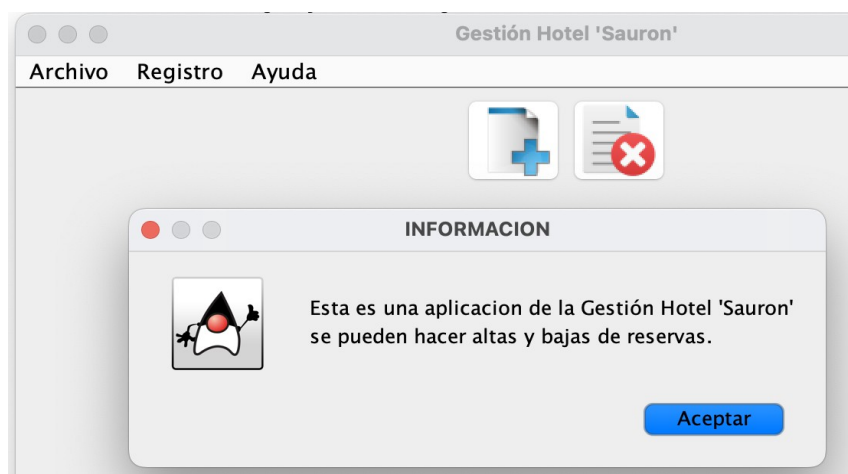 Gestión Hotel 'Sauron'
Archivo Registro Ayuda
INFORMACION
Esta es una aplicacion de la Gestión Hotel 'Sauron'
se pueden hacer altas y bajas de reservas.
Aceptar